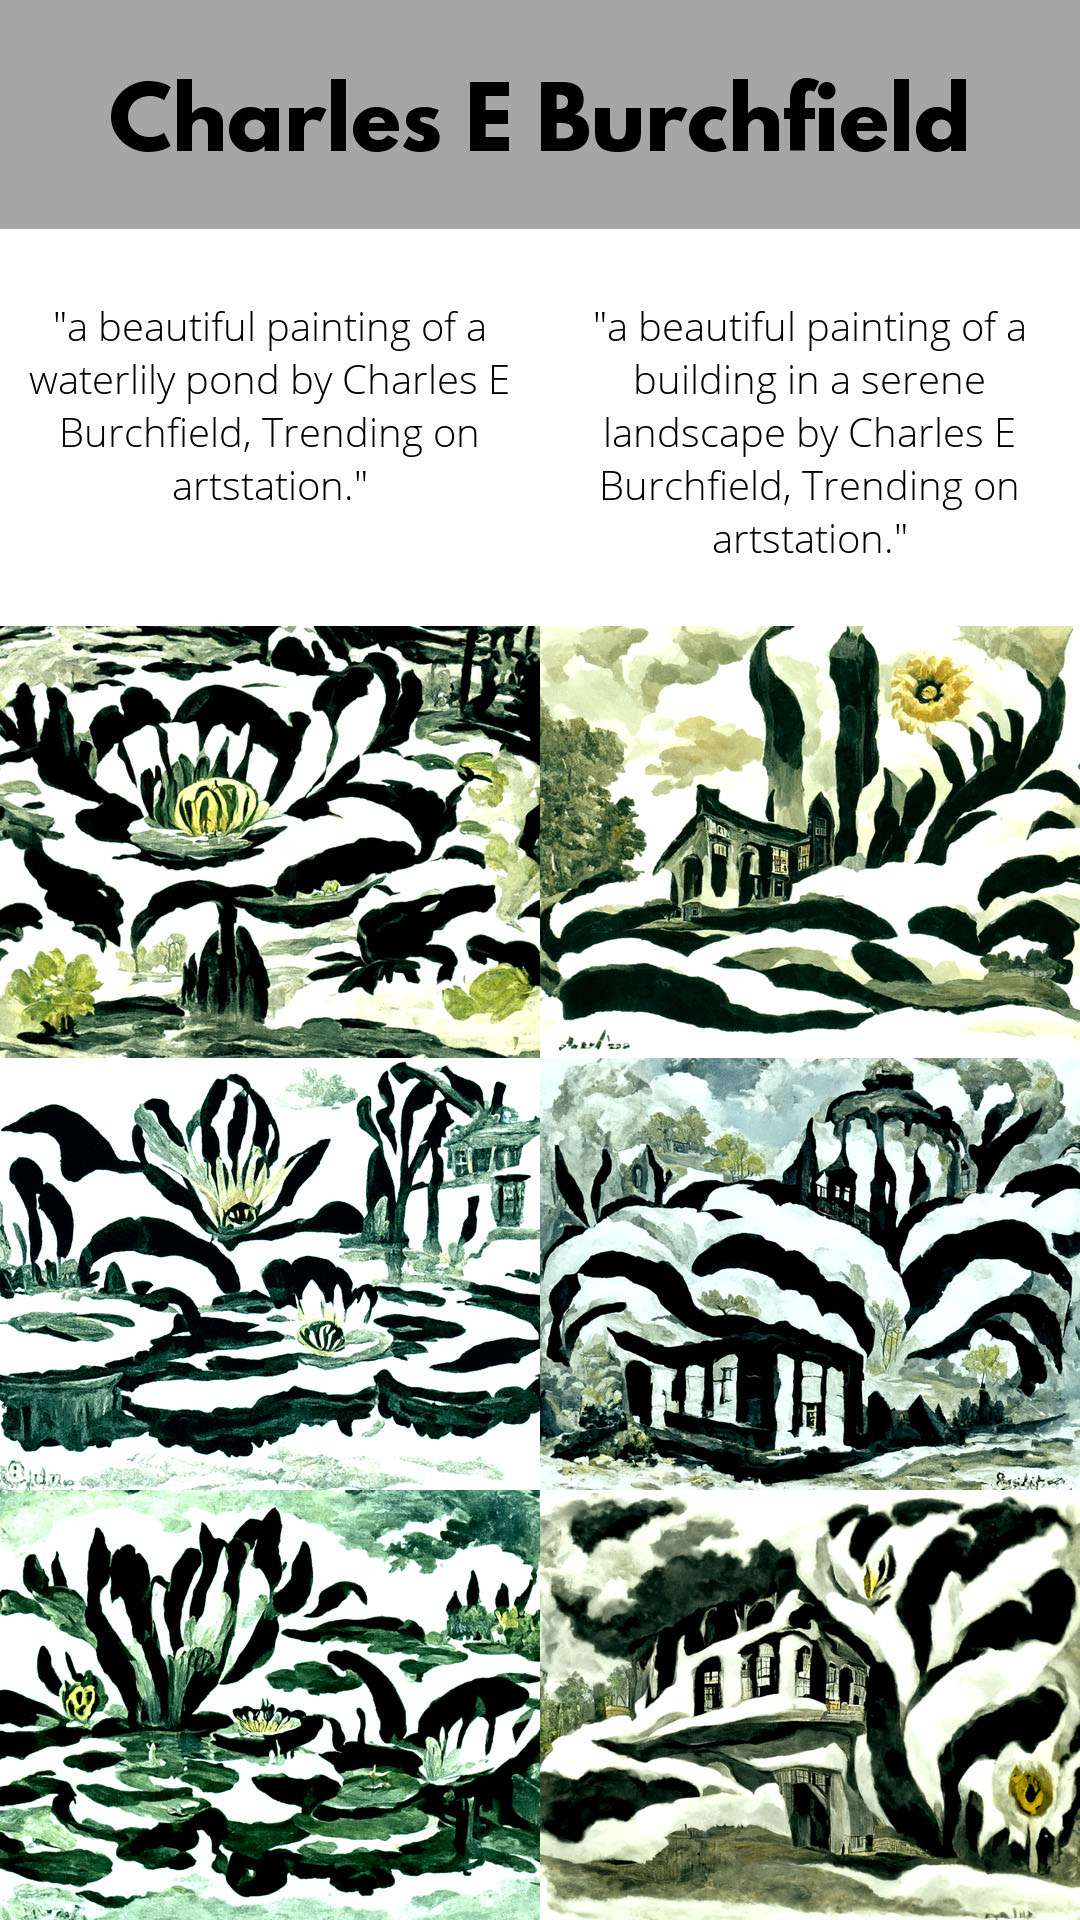 Charles E Burchfield
"a beautiful painting of a
waterlily pond by Charles E
Burchfield, Trending on
artstation."
"a beautiful painting of a
building in a serene
landscape by Charles E
Burchfield, Trending on
artstation."